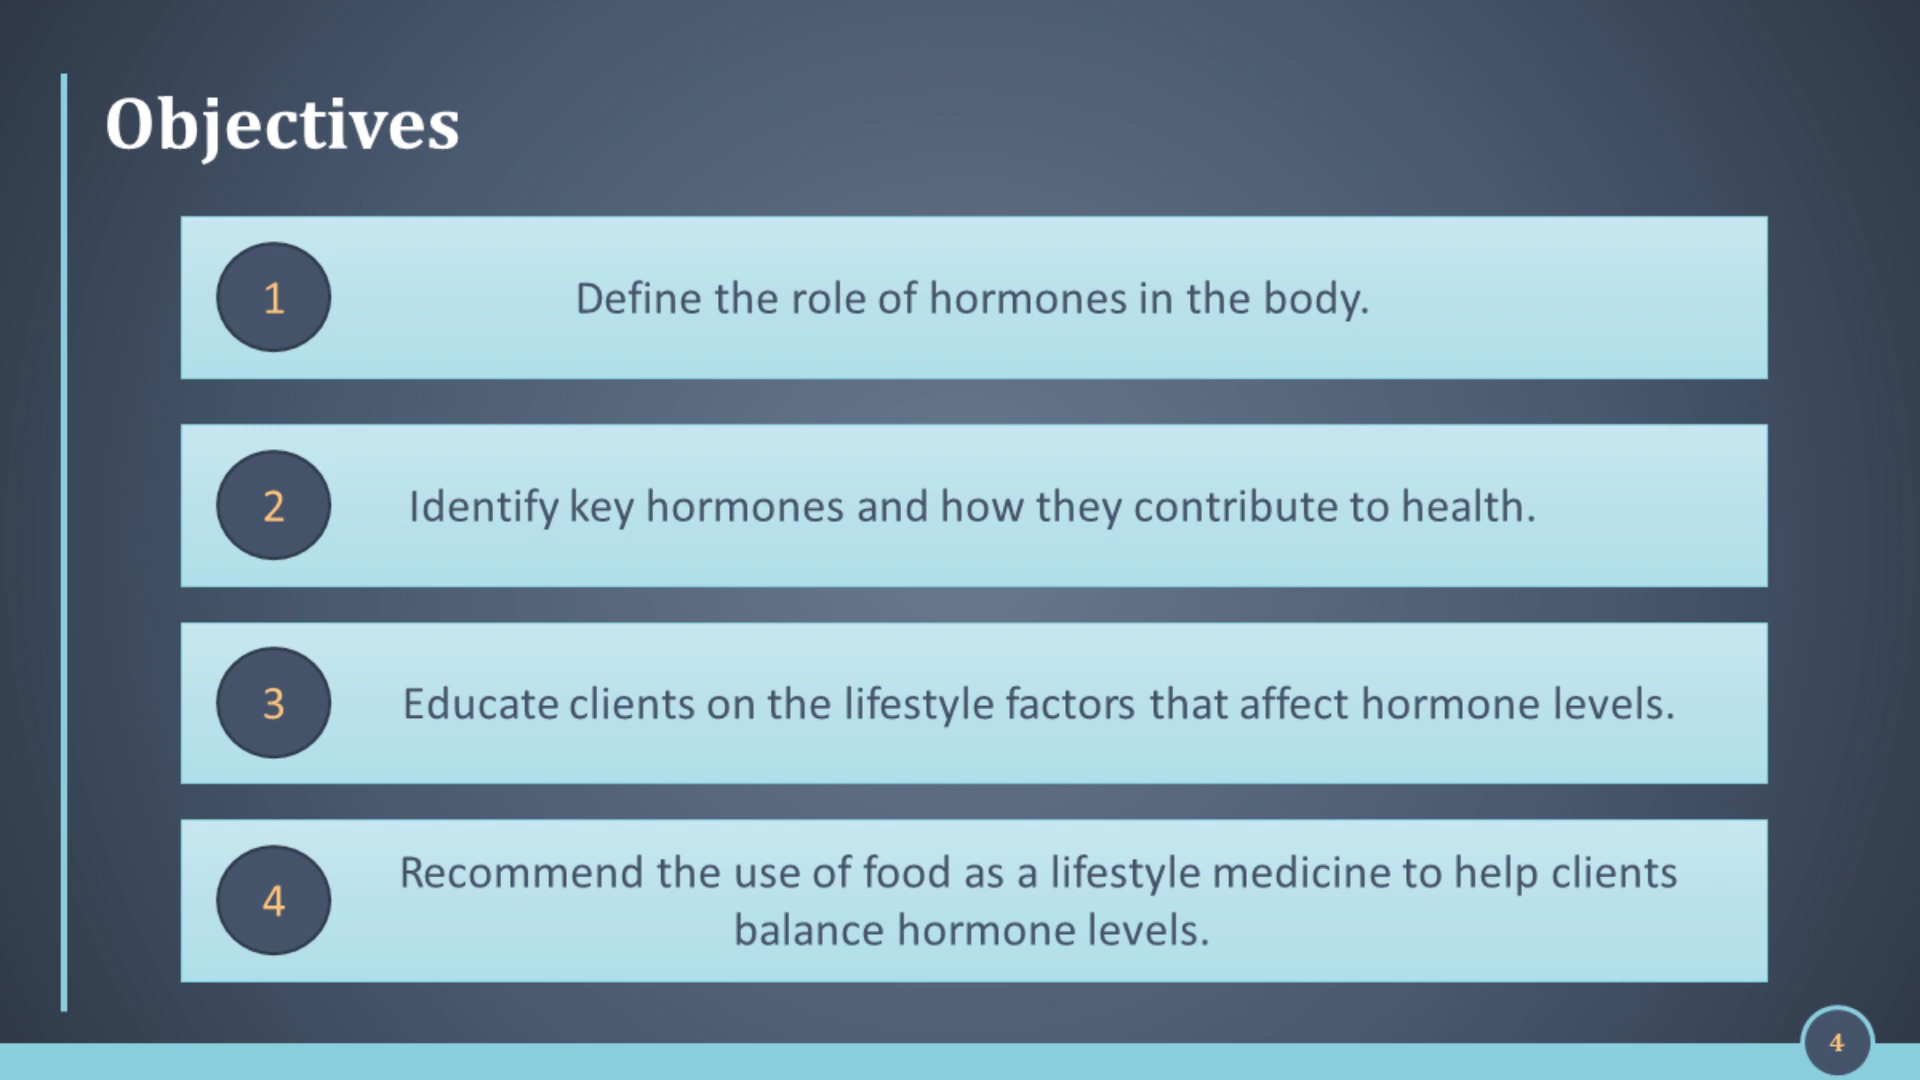 Objectives
1
Define the role of hormones in the body.
2
Identify key hormones and how they contribute to health.
3
Educate clients on the lifestyle factors that affect hormone levels.
4
Recommend the use of food as a lifestyle medicine to help clients
balance hormone levels.
4